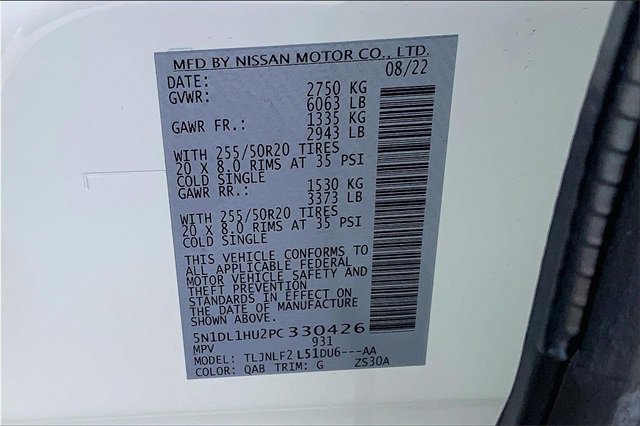 MFD BY NISSAN MOTOR CO., LTD.
DATE: 08/22
GVWR: 2750 KG
6063 LB
GAWR FR.: 1335 KG
2943 LB
WITH 255/50R20 TIRES
20 X 8.0 RIMS AT 35 PSI
COLD SINGLE
GAWR RR.: 1530 KG
3373 LB
WITH 255/50R20 TIRES
20 X 8.0 RIMS AT 35 PSI
COLD SINGLE
THIS VEHICLE CONFORMS TO
ALL APPLICABLE FEDERAL
MOTOR VEHICLE SAFETY AND
THEFT PREVENTION
STANDARDS IN EFFECT ON
THE DATE OF MANUFACTURE
SHOWN ABOVE.
5N1DL1HU2PC330426
MPV 931
MODEL: TLJNLF2 L51DU6---AA
COLOR: QAB TRIM: G ZS30A